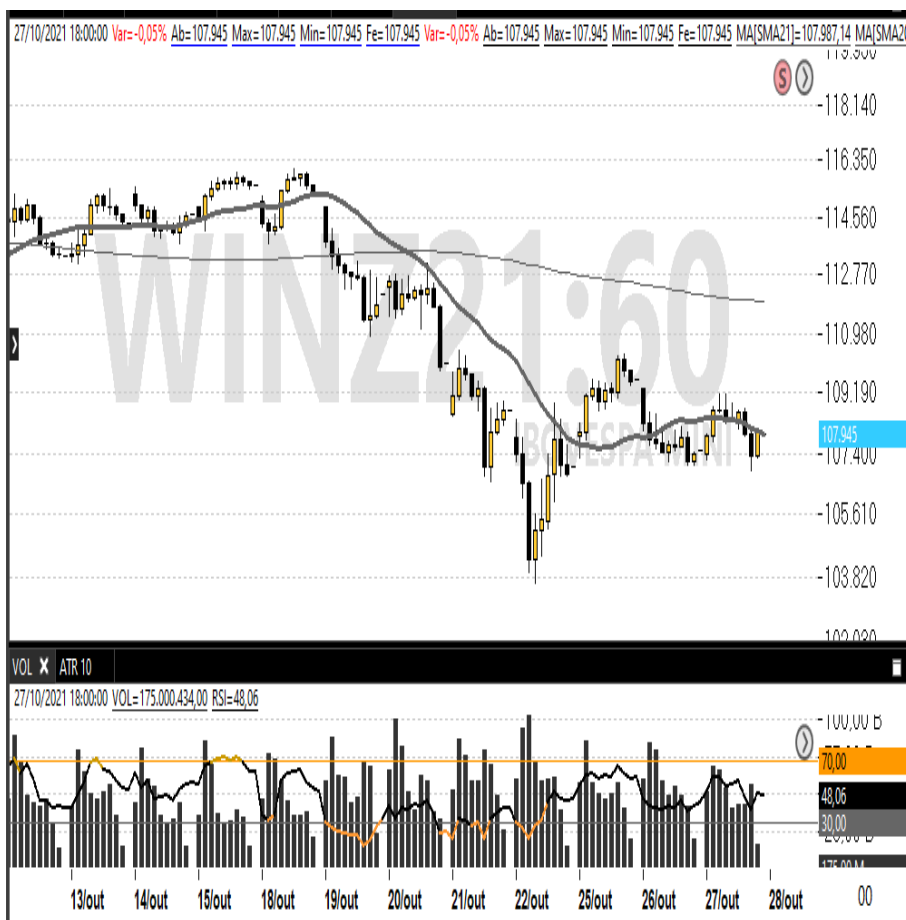 27/10/2021 18:00:00 Var=-0,05% Ab=107.945 Max=107.945 Min=107.945 Fe=107.945 Var=-0,05% Ab=107.945 Max=107.945 Min=107.945 Fe=107.945 MA[SMA21]=107.987,14
S
118.140
116.350
114.560
112.770
110.980
109.190
107.945
107.400
105.610
103.820
WINZ21:60
IBOVESPA MINI
VOL ATR 10
27/10/2021 18:00:00 VOL=175.000.434,00 RSI=48,06
100,00 B
70,00
48,06
30,00
13/out 14/out 15/out 18/out 19/out 20/out 21/out 22/out 25/out 26/out 27/out 28/out 00